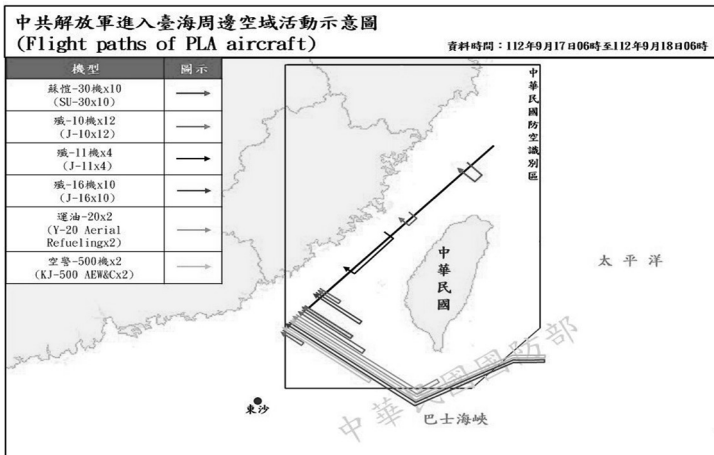 中共解放軍進入臺海周邊空域活動示意圖
(Flight paths of PLA aircraft)
資料時間：112年9月17日06時至112年9月18日06時
機型 圖示
蘇愷-30機x10
(SU-30x10)
殲-10機x12
(J-10x12)
殲-11機x4
(J-11x4)
殲-16機x10
(J-16x10)
運油-20x2
(Y-20 Aerial
Refuelingx2)
空警-500機x2
(KJ-500 AEW&Cx2)
中華民國防空識別區
中華民國
太平洋
東沙
巴士海峽
中華民國國防部